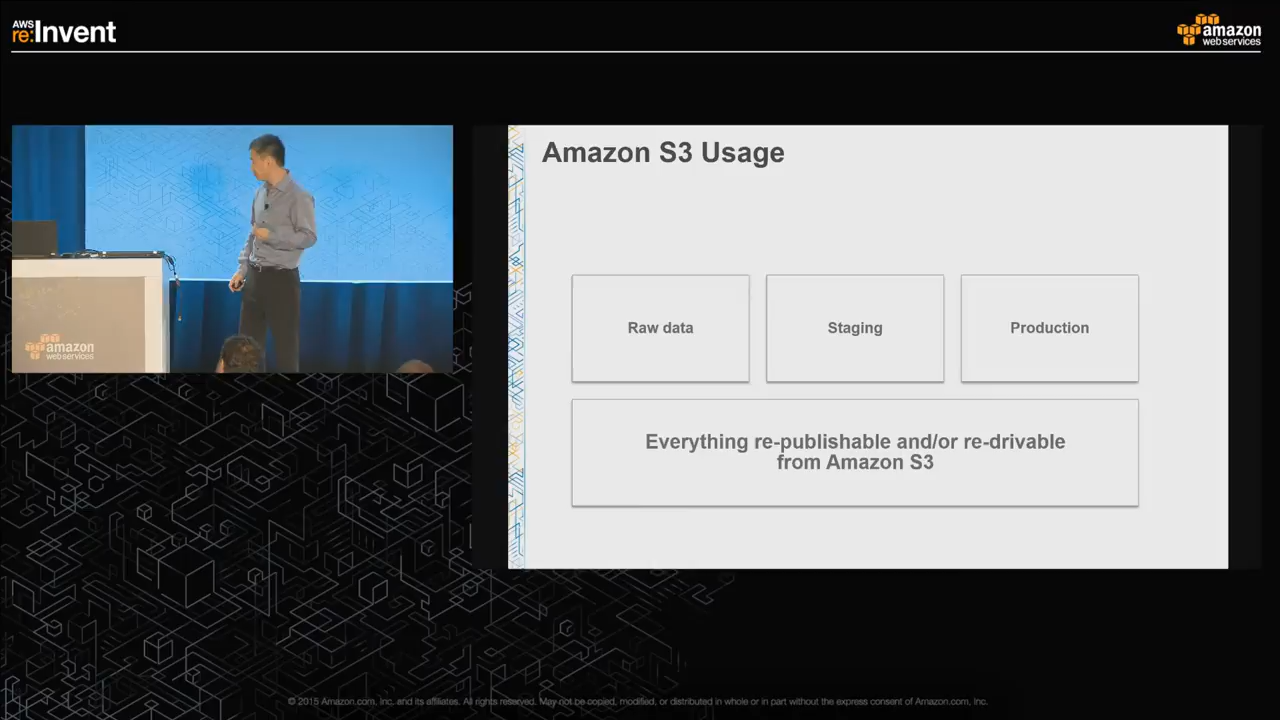 AWS
re:Invent
amazon
web services
Amazon S3 Usage
Raw data
Staging
Production
Everything re-publishable and/or re-drivable
from Amazon S3
amazon
web services
© 2015 Amazon.com, Inc. and its affiliates. All rights reserved. May not be copied, modified, or distributed in whole or in part without the express consent of Amazon.com, Inc.